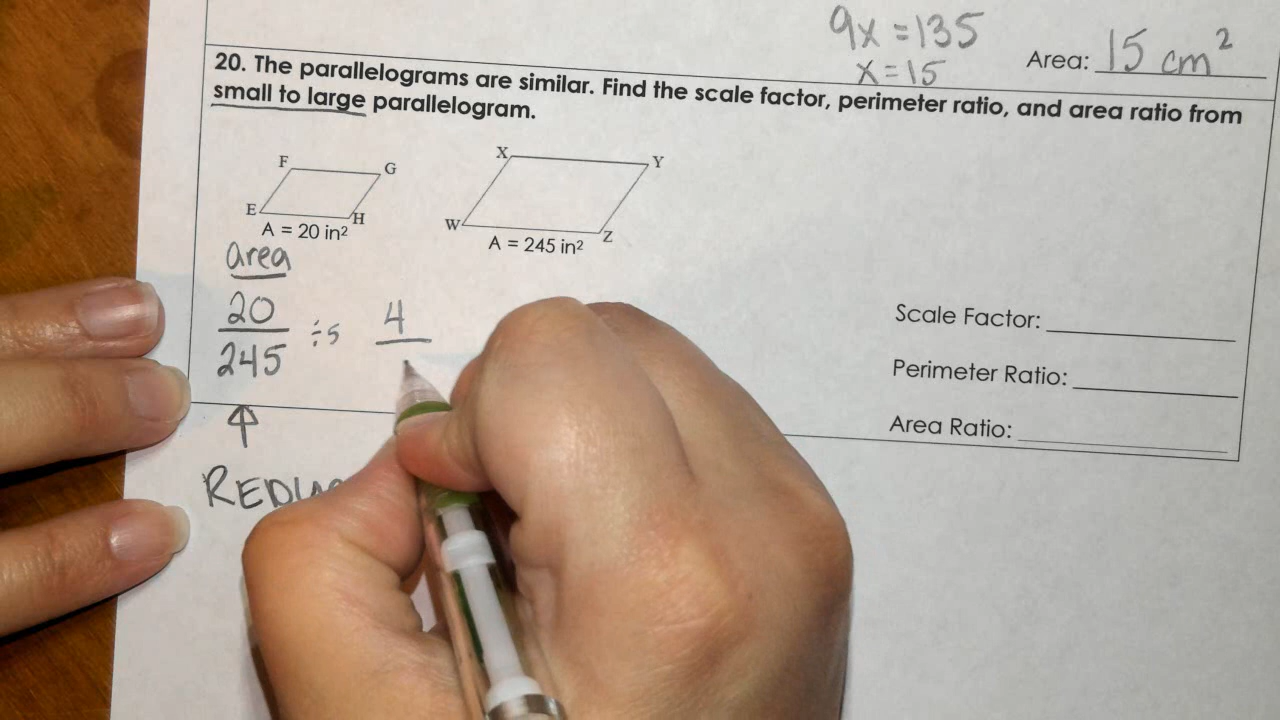 9x = 135
x = 15
Area: 15 cm²
20. The parallelograms are similar. Find the scale factor, perimeter ratio, and area ratio from
small to large parallelogram.
F G
E H
A = 20 in²
X Y
W Z
A = 245 in²
area
20
245
÷5
4
REDU
Scale Factor:
Perimeter Ratio:
Area Ratio: